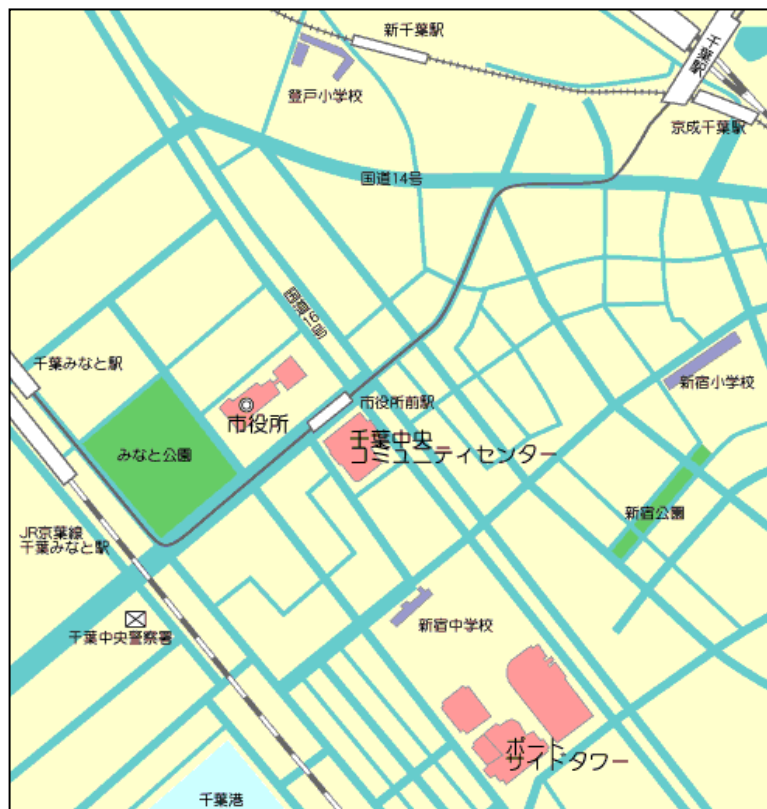 新千葉駅
千葉駅
登戸小学校
京成千葉駅
国道14号
国道16号
千葉みなと駅
新宿小学校
市役所前駅
市役所
千葉中央
コミュニティセンター
みなと公園
新宿公園
JR京葉線
千葉みなと駅
千葉中央警察署
新宿中学校
ポート
サイドタワー
千葉港